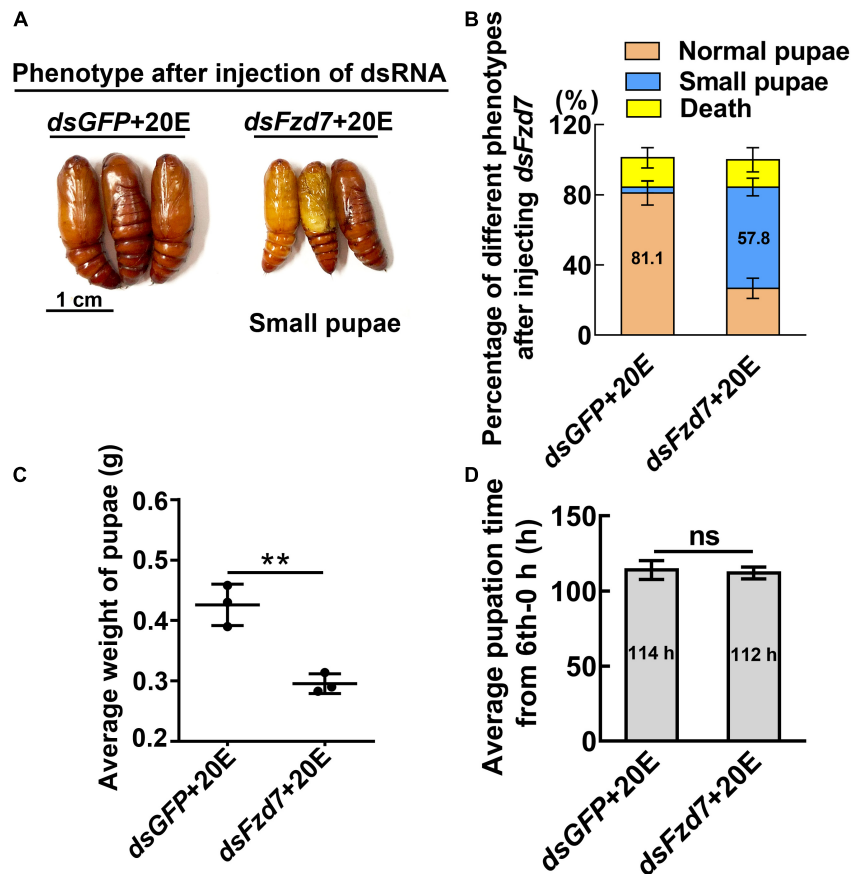 A
Phenotype after injection of dsRNA
dsGFP+20E
dsFzd7+20E
1 cm
Small pupae
B
Normal pupae
Small pupae
Death
(%)
Percentage of different phenotypes
after injecting dsFzd7
120
80
40
0
81.1
57.8
dsGFP+20E
dsFzd7+20E
C
Average weight of pupae (g)
0.6
0.5
0.4
0.3
0.2
**
dsGFP+20E
dsFzd7+20E
D
Average pupation time
from 6th-0 h (h)
150
100
50
0
ns
114 h
112 h
dsGFP+20E
dsFzd7+20E